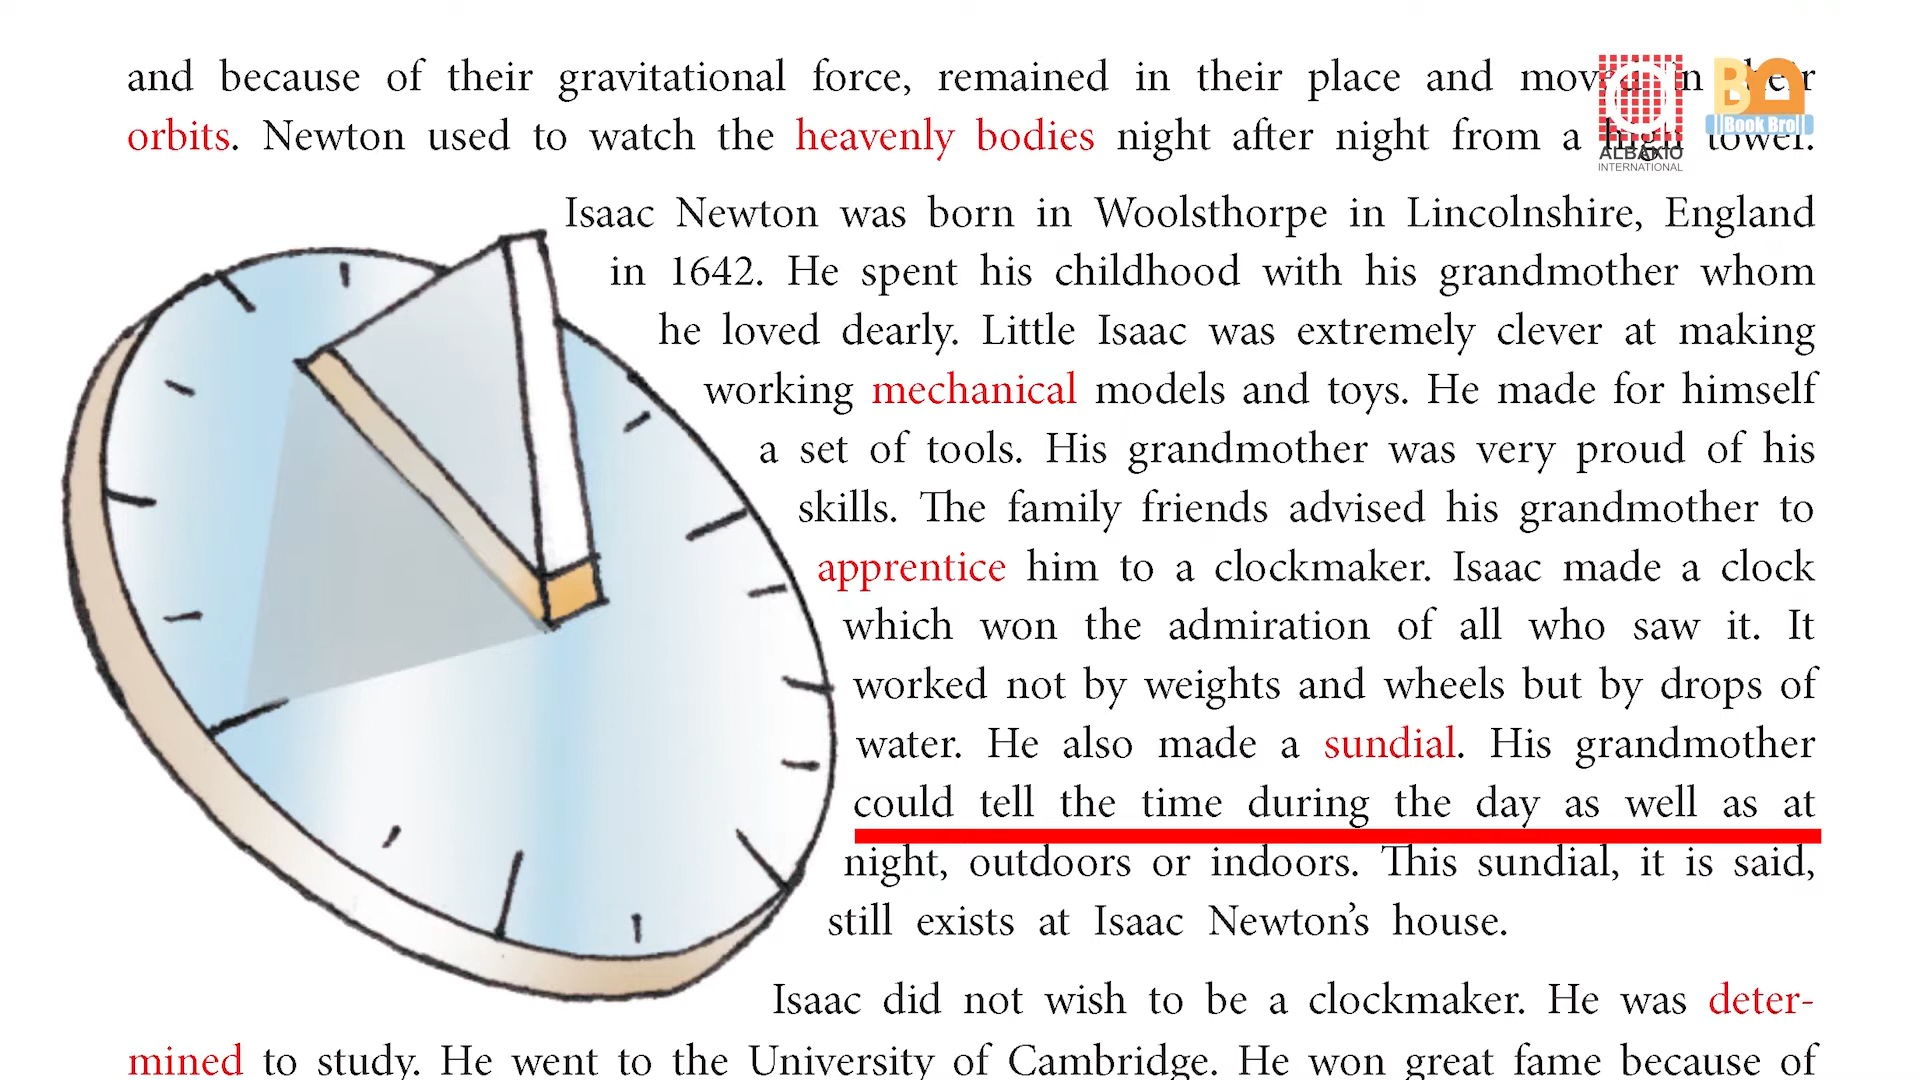 and because of their gravitational force, remained in their place and moved in their
orbits. Newton used to watch the heavenly bodies night after night from a high tower.
ALBAKIO
INTERNATIONAL
Book Bro
Isaac Newton was born in Woolsthorpe in Lincolnshire, England
in 1642. He spent his childhood with his grandmother whom
he loved dearly. Little Isaac was extremely clever at making
working mechanical models and toys. He made for himself
a set of tools. His grandmother was very proud of his
skills. The family friends advised his grandmother to
apprentice him to a clockmaker. Isaac made a clock
which won the admiration of all who saw it. It
worked not by weights and wheels but by drops of
water. He also made a sundial. His grandmother
could tell the time during the day as well as at
night, outdoors or indoors. This sundial, it is said,
still exists at Isaac Newton's house.
Isaac did not wish to be a clockmaker. He was deter-
mined to study. He went to the University of Cambridge. He won great fame because of